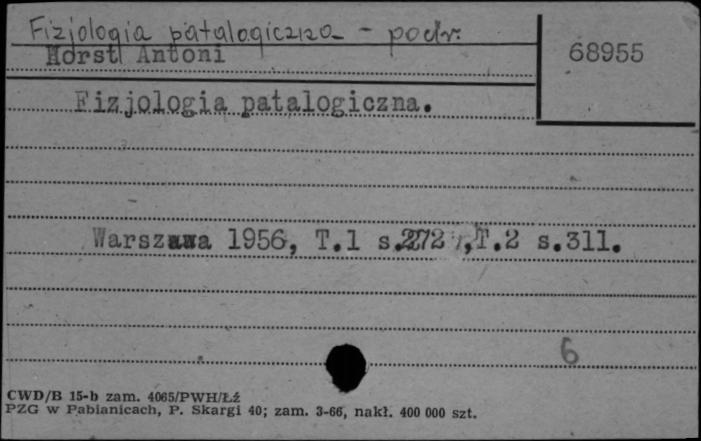 Fizjologia patalogiczna - podr.
Horst Antoni
68955
Fizjologia patalogiczna.
Warszawa 1956, T.1 s.272 ,T.2 s.311.
6
CWD/B 15-b zam. 4065/PWH/Łź
PZG w Pabianicach, P. Skargi 40; zam. 3-66, nakł. 400 000 szt.